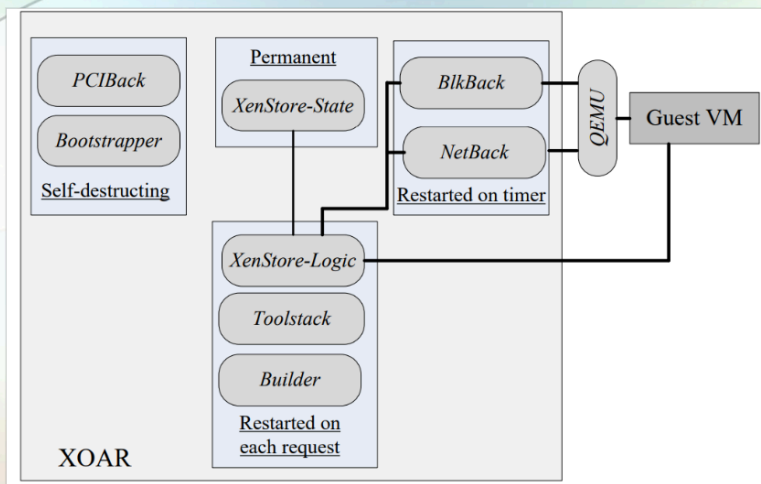 PCIBack
Bootstrapper
Self-destructing
Permanent
XenStore-State
BlkBack
NetBack
Restarted on timer
QEMU
Guest VM
XenStore-Logic
Toolstack
Builder
Restarted on
each request
XOAR